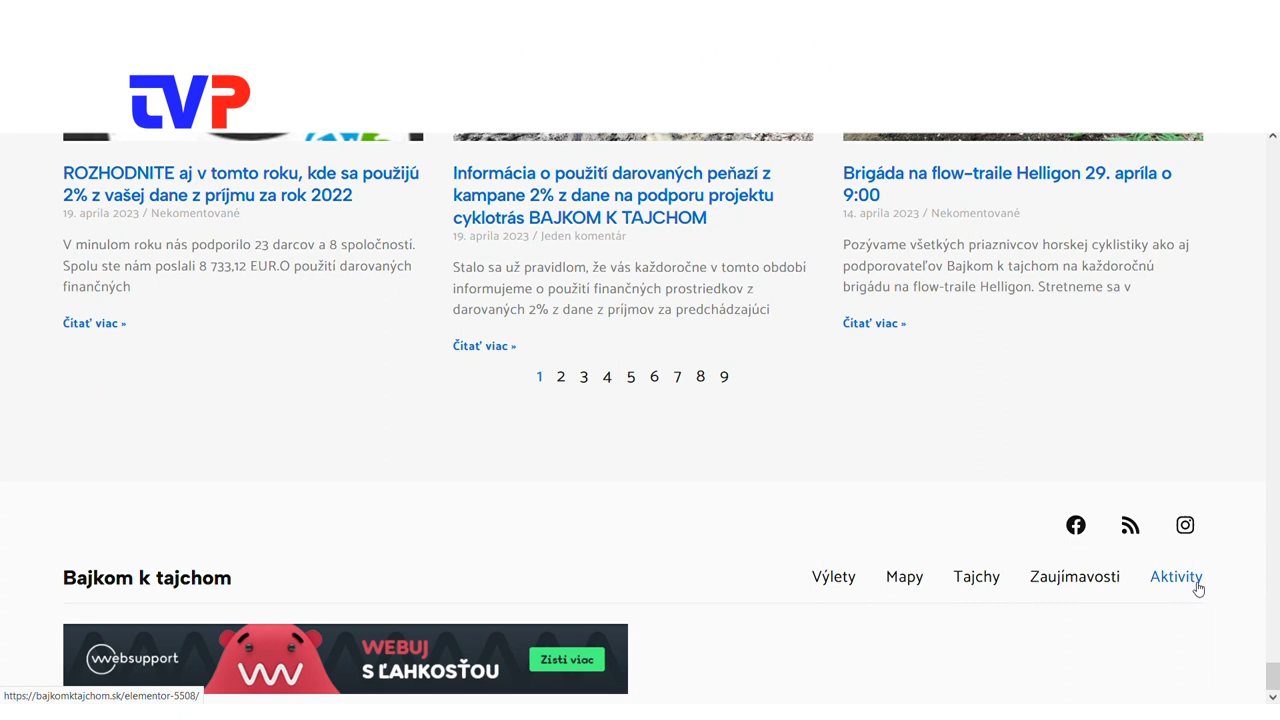 TVP
ROZHODNITE aj v tomto roku, kde sa použijú
2% z vašej dane z príjmu za rok 2022
19. apríla 2023 / Nekomentované
V minulom roku nás podporilo 23 darcov a 8 spoločností.
Spolu ste nám poslali 8 733,12 EUR.O použití darovaných
finančných
Čítať viac »
Informácia o použití darovaných peňazí z
kampane 2% z dane na podporu projektu
cyklotrás BAJKOM K TAJCHOM
19. apríla 2023 / Jeden komentár
Stalo sa už pravidlom, že vás každoročne v tomto období
informujeme o použití finančných prostriedkov z
darovaných 2% z dane z príjmov za predchádzajúci
Čítať viac »
Brigáda na flow-traile Helligon 29. apríla o
9:00
14. apríla 2023 / Nekomentované
Pozývame všetkých priaznivcov horskej cyklistiky ako aj
podporovateľov Bajkom k tajchom na každoročnú
brigádu na flow-traile Helligon. Stretneme sa v
Čítať viac »
1 2 3 4 5 6 7 8 9
Bajkom k tajchom
Výlety Mapy Tajchy Zaujímavosti Aktivity
websupport
WEBUJ
S ĽAHKOSŤOU
Zisti viac
https://bajkomktajchom.sk/elementor-5508/